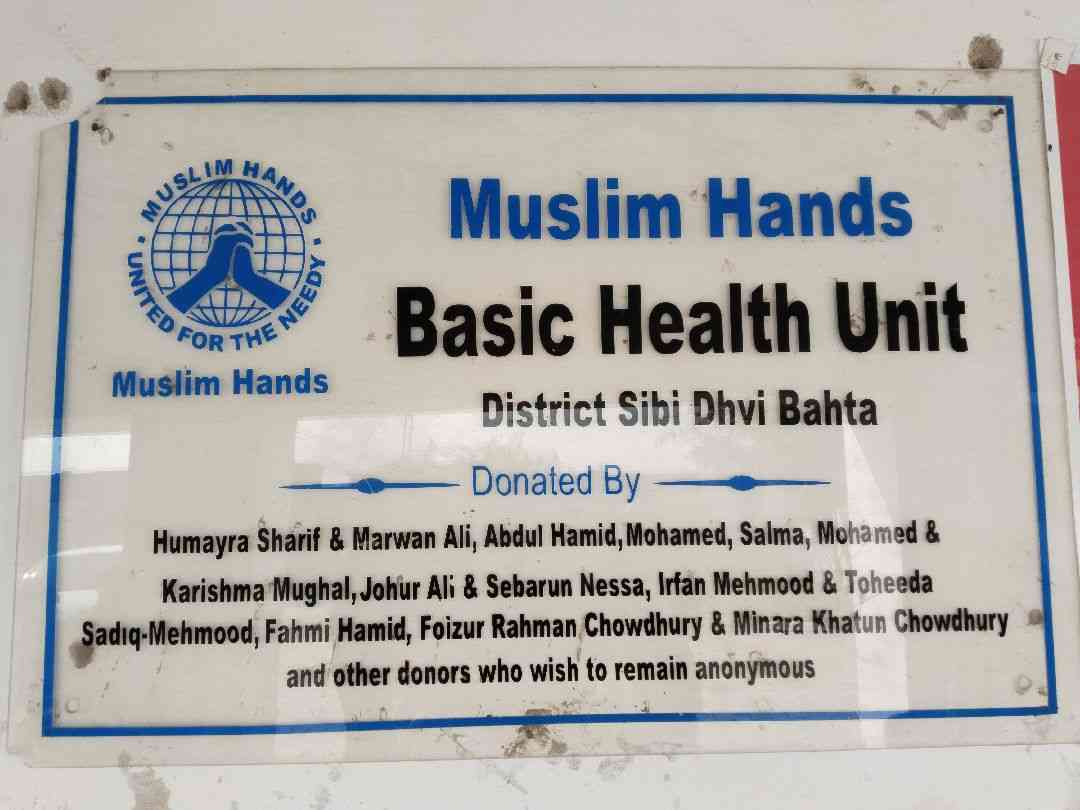 MUSLIM HANDS
UNITED FOR THE NEEDY
Muslim Hands
Muslim Hands
Basic Health Unit
District Sibi Dhvi Bahta
Donated By
Humayra Sharif & Marwan Ali, Abdul Hamid, Mohamed, Salma, Mohamed &
Karishma Mughal, Johur Ali & Sebarun Nessa, Irfan Mehmood & Toheeda
Sadiq-Mehmood, Fahmi Hamid, Foizur Rahman Chowdhury & Minara Khatun Chowdhury
and other donors who wish to remain anonymous